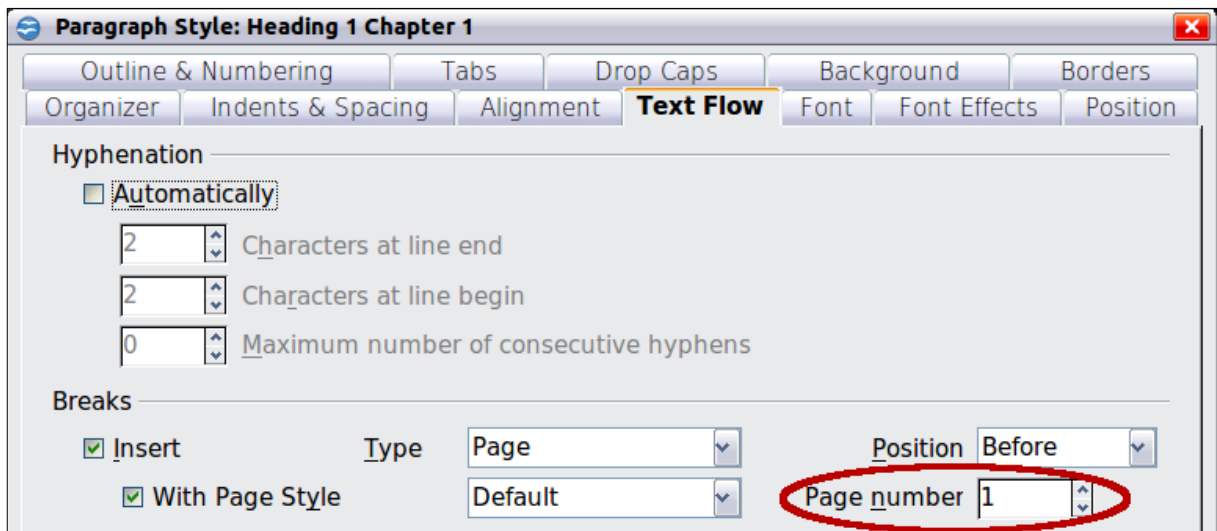 Paragraph Style: Heading 1 Chapter 1
Outline & Numbering Tabs Drop Caps Background Borders
Organizer Indents & Spacing Alignment Text Flow Font Font Effects Position
Hyphenation
Automatically
2 Characters at line end
2 Characters at line begin
0 Maximum number of consecutive hyphens
Breaks
Insert Type Page Position Before
With Page Style Default Page number 1